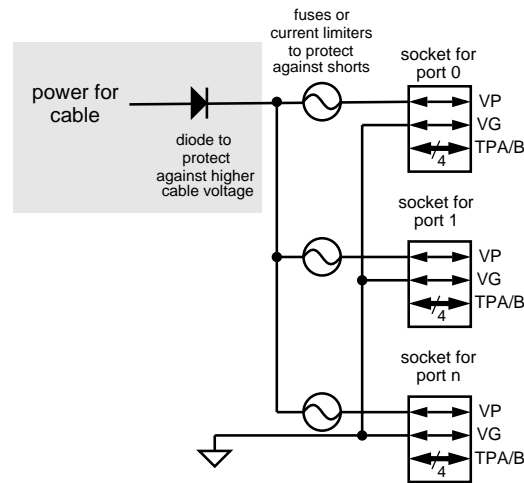 fuses or
current limiters
to protect
against shorts
socket for
port 0
power for
cable
VP
VG
TPA/B
4
diode to
protect
against higher
cable voltage
socket for
port 1
VP
VG
TPA/B
4
socket for
port n
VP
VG
TPA/B
4